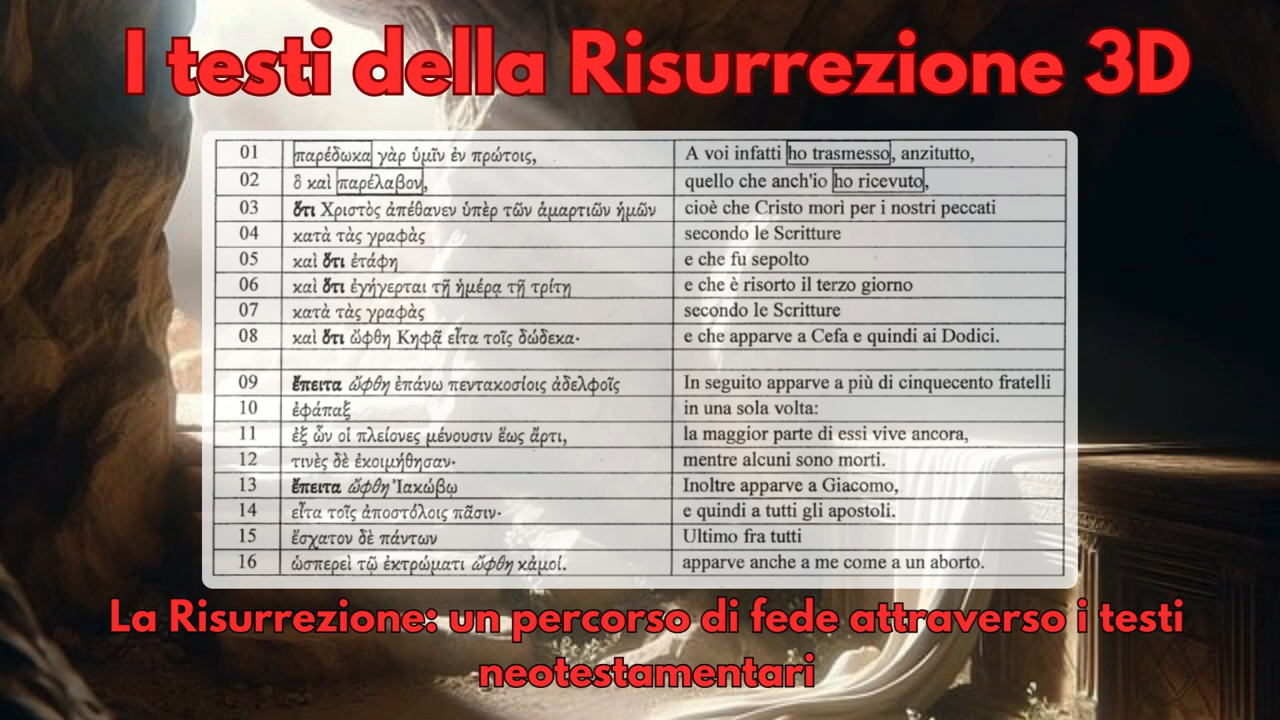 I testi della Risurrezione 3D
01 παρέδωκα γὰρ ὑμῖν ἐν πρώτοις, A voi infatti ho trasmesso, anzitutto,
02 ὃ καὶ παρέλαβον, quello che anch'io ho ricevuto,
03 ὅτι Χριστὸς ἀπέθανεν ὑπὲρ τῶν ἁμαρτιῶν ἡμῶν cioè che Cristo morì per i nostri peccati
04 κατὰ τὰς γραφὰς secondo le Scritture
05 καὶ ὅτι ἐτάφη e che fu sepolto
06 καὶ ὅτι ἐγήγερται τῇ ἡμέρᾳ τῇ τρίτῃ e che è risorto il terzo giorno
07 κατὰ τὰς γραφὰς secondo le Scritture
08 καὶ ὅτι ὤφθη Κηφᾷ εἶτα τοῖς δώδεκα· e che apparve a Cefa e quindi ai Dodici.
09 ἔπειτα ὤφθη ἐπάνω πεντακοσίοις ἀδελφοῖς In seguito apparve a più di cinquecento fratelli
10 ἐφάπαξ in una sola volta:
11 ἐξ ὧν οἱ πλείονες μένουσιν ἕως ἄρτι, la maggior parte di essi vive ancora,
12 τινὲς δὲ ἐκοιμήθησαν· mentre alcuni sono morti.
13 ἔπειτα ὤφθη Ἰακώβῳ Inoltre apparve a Giacomo,
14 εἶτα τοῖς ἀποστόλοις πᾶσιν· e quindi a tutti gli apostoli.
15 ἔσχατον δὲ πάντων Ultimo fra tutti
16 ὡσπερεὶ τῷ ἐκτρώματι ὤφθη κἀμοί. apparve anche a me come a un aborto.
La Risurrezione: un percorso di fede attraverso i testi
neotestamentari